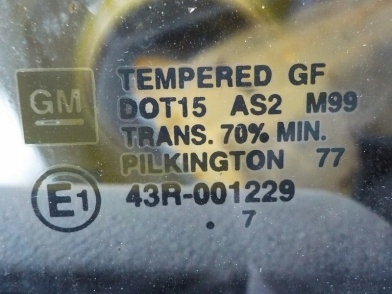 GM
TEMPERED GF
DOT15 AS2 M99
TRANS. 70% MIN.
PILKINGTON 77
E1 43R-001229
. 7